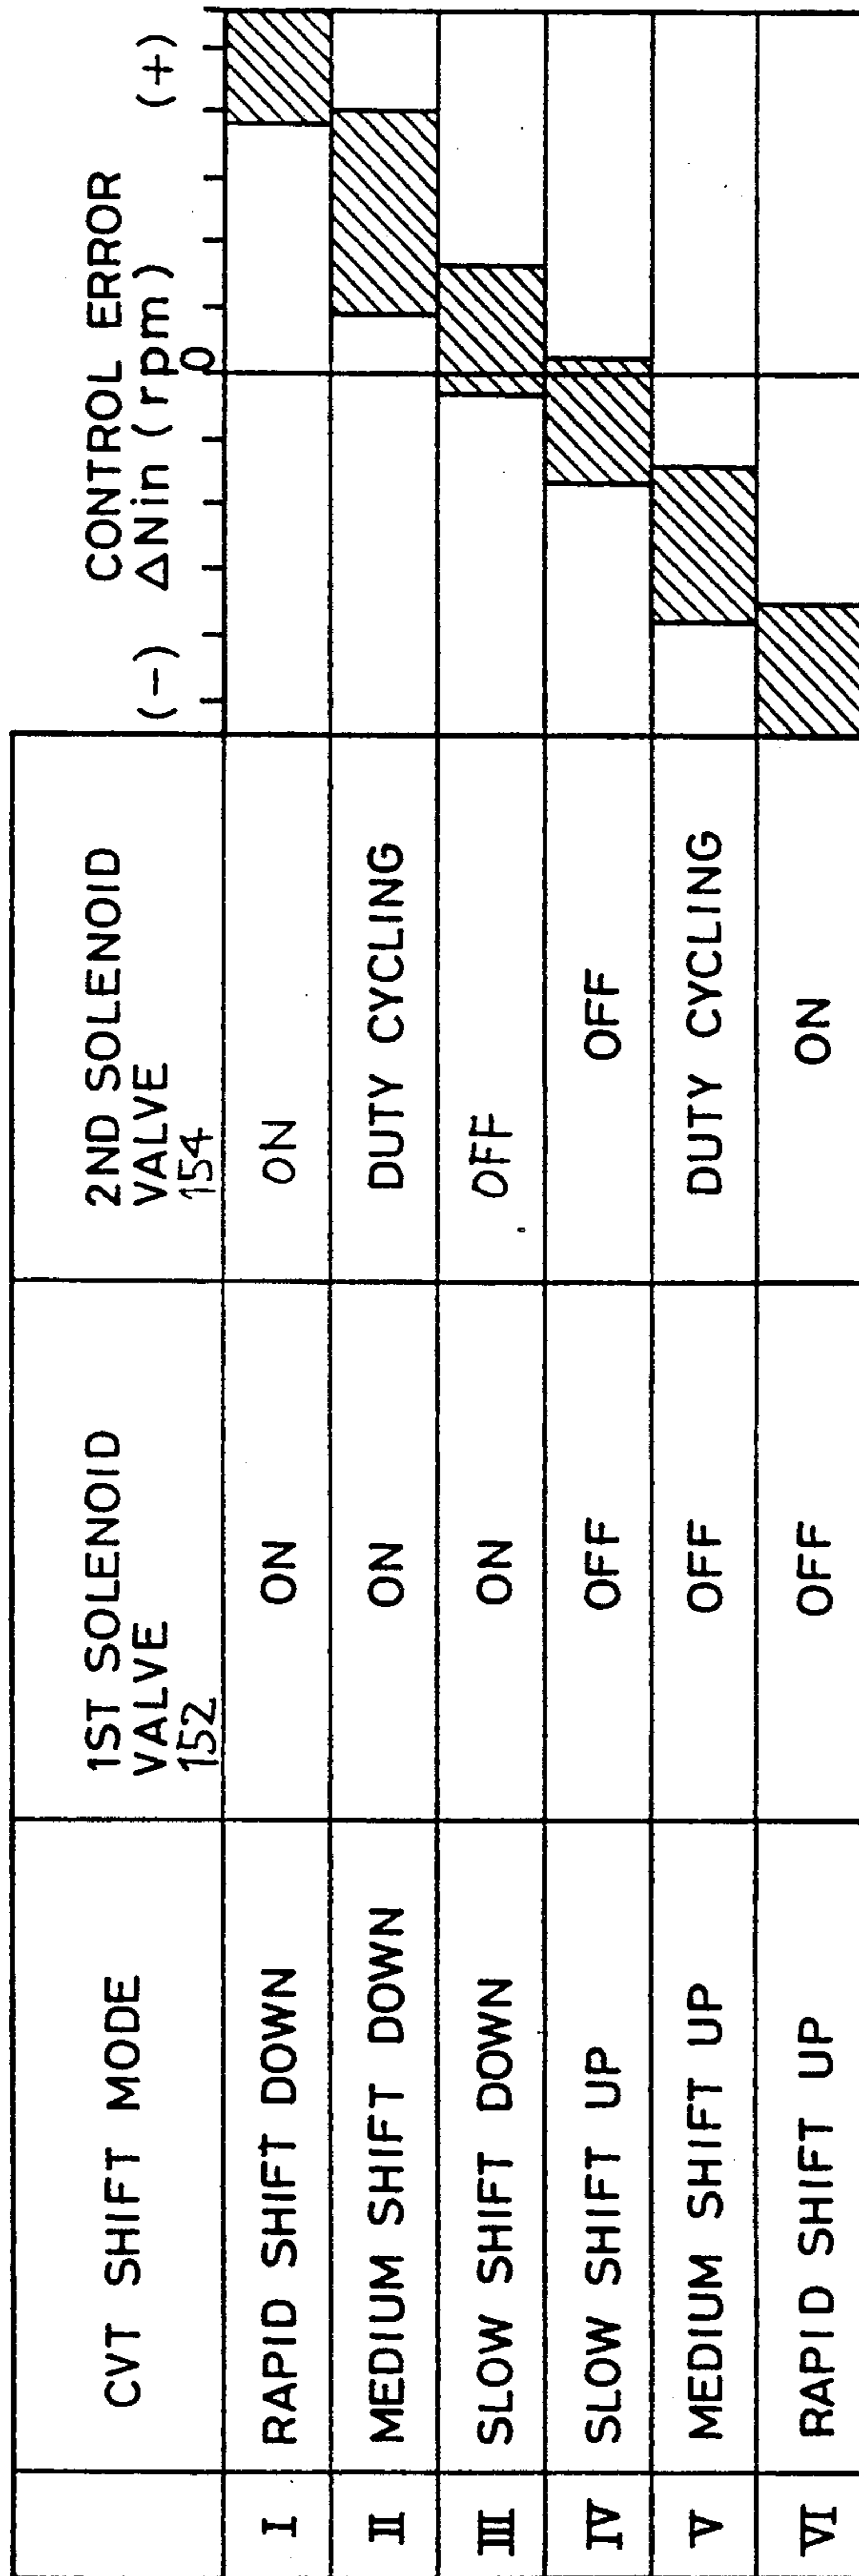 CVT SHIFT MODE
1ST SOLENOID
VALVE
152
2ND SOLENOID
VALVE
154
CONTROL ERROR
(-) ΔNin (rpm) (+)
0
I RAPID SHIFT DOWN ON ON
II MEDIUM SHIFT DOWN ON DUTY CYCLING
III SLOW SHIFT DOWN ON OFF
IV SLOW SHIFT UP OFF OFF
V MEDIUM SHIFT UP OFF DUTY CYCLING
VI RAPID SHIFT UP OFF ON